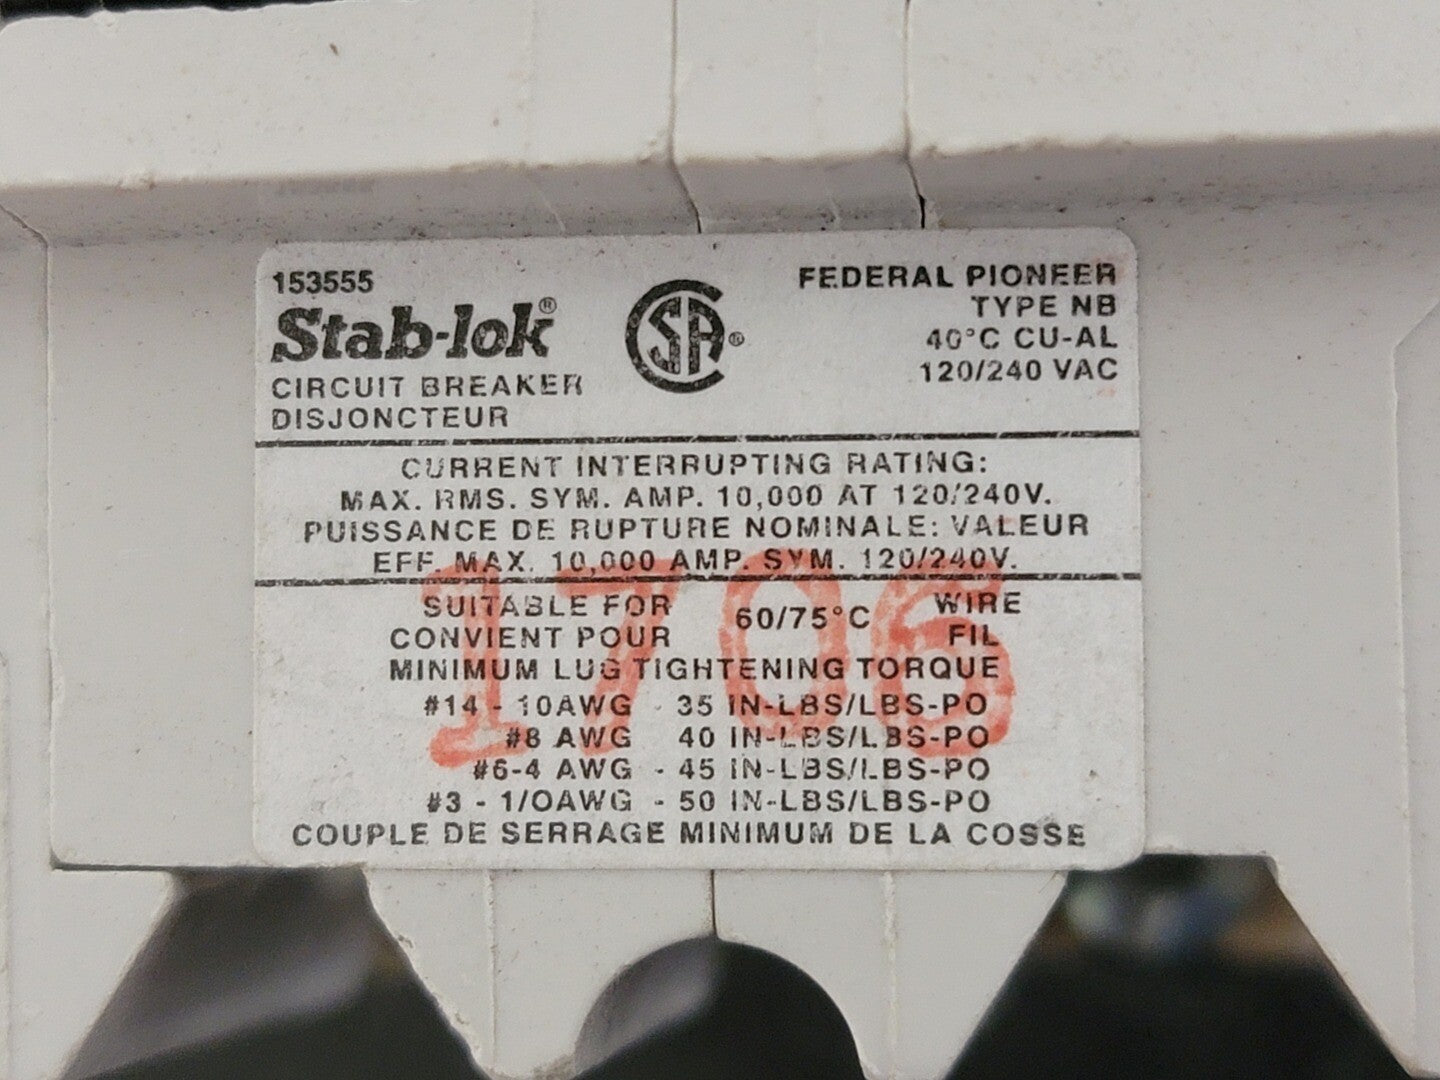 153555
Stab-lok®
CIRCUIT BREAKER
DISJONCTEUR
SA®
FEDERAL PIONEER
TYPE NB
40°C CU-AL
120/240 VAC
CURRENT INTERRUPTING RATING:
MAX. RMS. SYM. AMP. 10,000 AT 120/240V.
PUISSANCE DE RUPTURE NOMINALE: VALEUR
EFF. MAX. 10,000 AMP. SYM. 120/240V.
1706
SUITABLE FOR 60/75°C WIRE
CONVIENT POUR FIL
MINIMUM LUG TIGHTENING TORQUE
#14 - 10AWG - 35 IN-LBS/LBS-PO
#8 AWG 40 IN-LBS/LBS-PO
#6-4 AWG - 45 IN-LBS/LBS-PO
#3 - 1/0AWG - 50 IN-LBS/LBS-PO
COUPLE DE SERRAGE MINIMUM DE LA COSSE